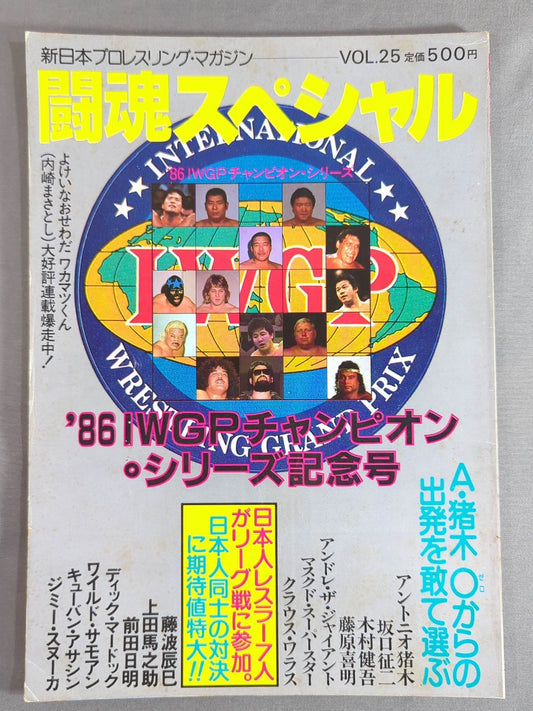 新日本プロレスリング・マガジン
VOL.25 定価500円
闘魂スペシャル
INTERNATIONAL
'86IWGPチャンピオン・シリーズ
IWGP
WRESTLING GRAND PRIX
よけいなおせわだ ワカマツくん
(内崎まさとし)大好評連載爆走中!
'86IWGPチャンピオン
・シリーズ記念号
A・猪木 〇からの
ゼロ
出発を敢て選ぶ
アントニオ猪木
坂口征二
木村健吾
藤原喜明
アンドレ・ザ・ジャイアント
マスクド・スーパースター
クラウス・ワラス
日本人レスラー7人
がリーグ戦に参加。
日本人同士の対決
に期待値特大!!
藤波辰巳
上田馬之助
前田日明
ディック・マードック
ワイルド・サモアン
キューバン・アサシン
ジミー・スヌーカ